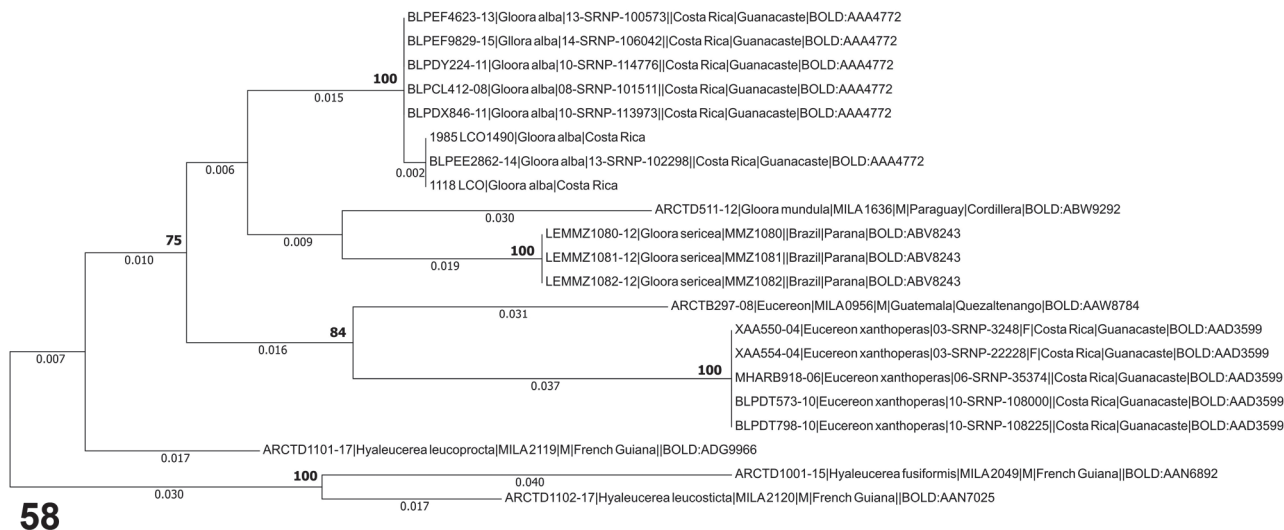 BLPEF4623-13|Gloora alba|13-SRNP-100573||Costa Rica|Guanacaste|BOLD:AAA4772
BLPEF9829-15|Gllora alba|14-SRNP-106042||Costa Rica|Guanacaste|BOLD:AAA4772
BLPDY224-11|Gloora alba|10-SRNP-114776||Costa Rica|Guanacaste|BOLD:AAA4772
100
BLPCL412-08|Gloora alba|08-SRNP-101511||Costa Rica|Guanacaste|BOLD:AAA4772
0.015
BLPDX846-11|Gloora alba|10-SRNP-113973||Costa Rica|Guanacaste|BOLD:AAA4772
1985 LCO1490|Gloora alba|Costa Rica
BLPEE2862-14|Gloora alba|13-SRNP-102298||Costa Rica|Guanacaste|BOLD:AAA4772
0.006
0.002
1118 LCO|Gloora alba|Costa Rica
ARCTD511-12|Gloora mundula|MILA 1636|M|Paraguay|Cordillera|BOLD:ABW9292
0.030
LEMMZ1080-12|Gloora sericea|MMZ1080||Brazil|Parana|BOLD:ABV8243
75
0.009
100
LEMMZ1081-12|Gloora sericea|MMZ1081||Brazil|Parana|BOLD:ABV8243
0.010
0.019
LEMMZ1082-12|Gloora sericea|MMZ1082||Brazil|Parana|BOLD:ABV8243
ARCTB297-08|Eucereon|MILA 0956|M|Guatemala|Quezaltenango|BOLD:AAW8784
0.031
XAA550-04|Eucereon xanthoperas|03-SRNP-3248|F|Costa Rica|Guanacaste|BOLD:AAD3599
84
0.016
XAA554-04|Eucereon xanthoperas|03-SRNP-22228|F|Costa Rica|Guanacaste|BOLD:AAD3599
0.007
100
MHARB918-06|Eucereon xanthoperas|06-SRNP-35374||Costa Rica|Guanacaste|BOLD:AAD3599
0.037
BLPDT573-10|Eucereon xanthoperas|10-SRNP-108000||Costa Rica|Guanacaste|BOLD:AAD3599
BLPDT798-10|Eucereon xanthoperas|10-SRNP-108225||Costa Rica|Guanacaste|BOLD:AAD3599
ARCTD1101-17|Hyaleucerea leucoprocta|MILA 2119|M|French Guiana||BOLD:ADG9966
0.017
100
ARCTD1001-15|Hyaleucerea fusiformis|MILA 2049|M|French Guiana||BOLD:AAN6892
0.040
0.030
ARCTD1102-17|Hyaleucerea leucosticta|MILA 2120|M|French Guiana||BOLD:AAN7025
0.017
58